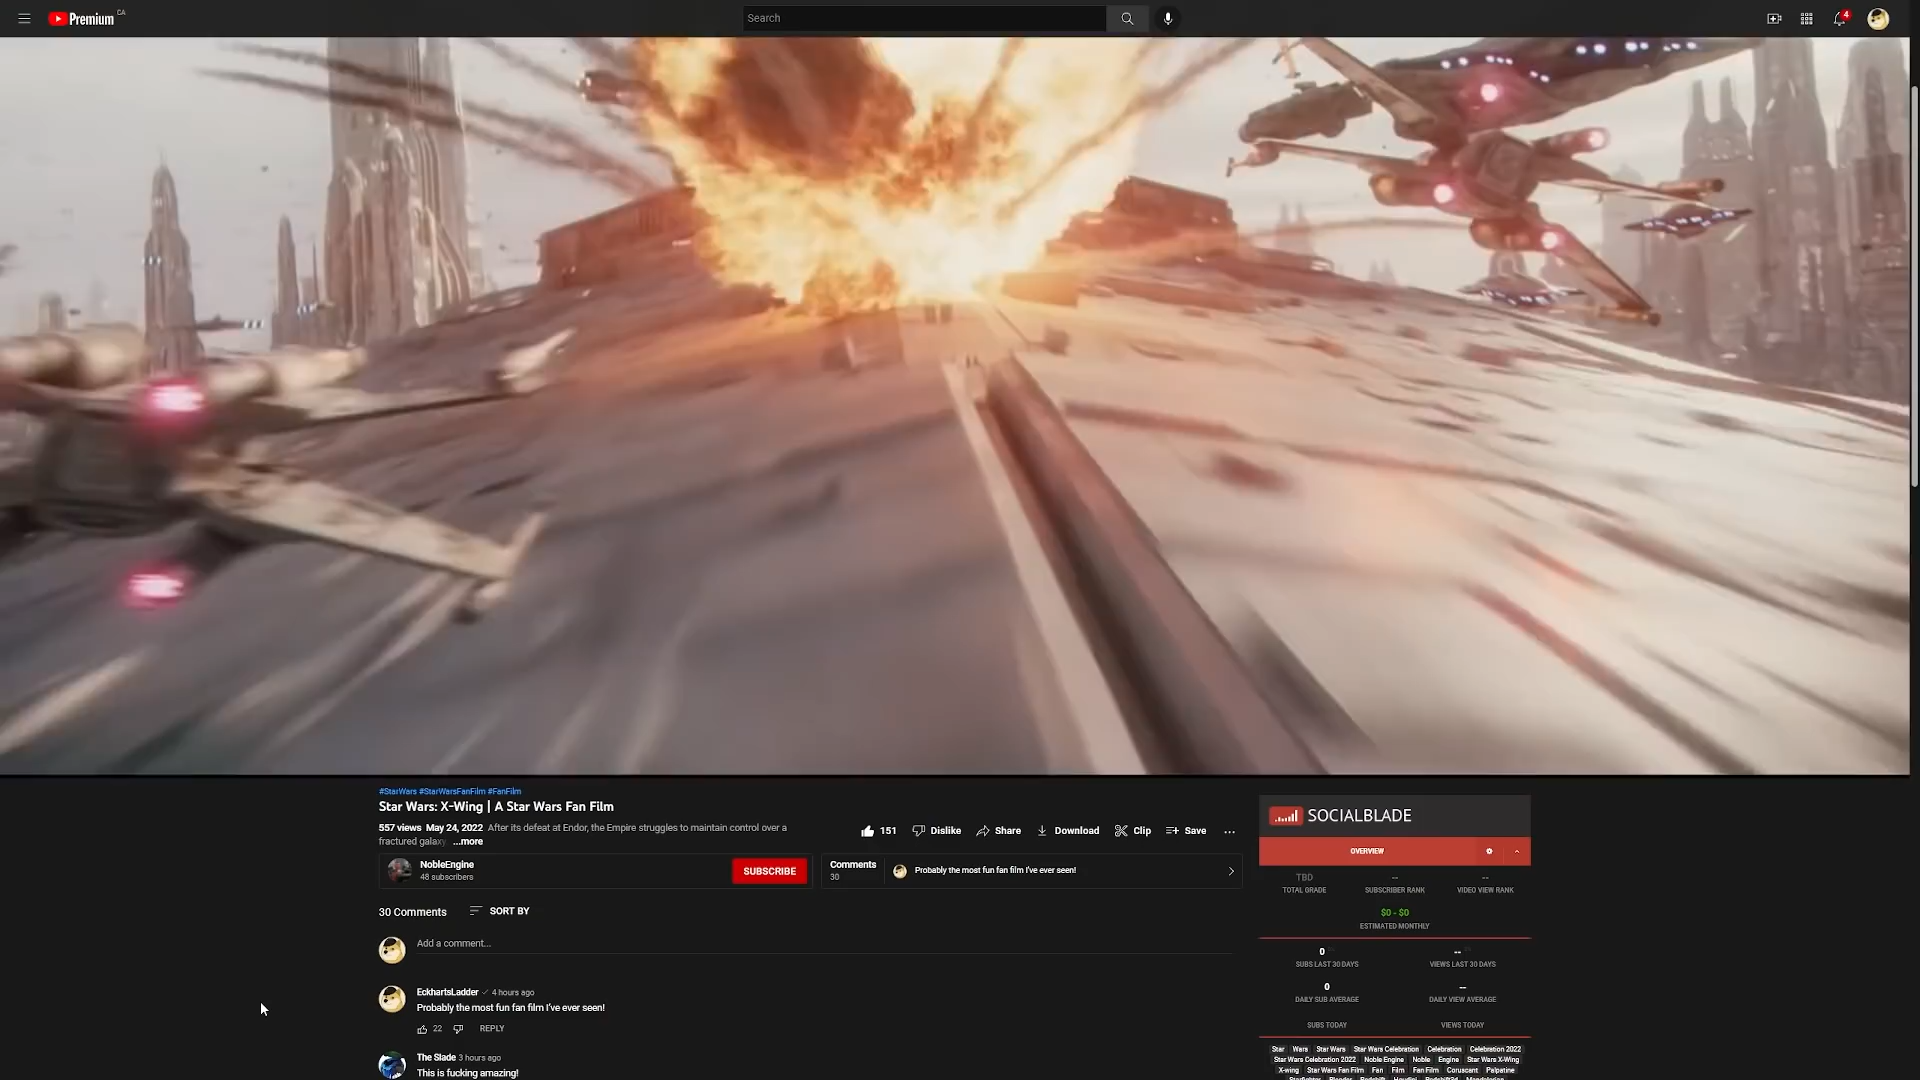 Premium CA
Search
4
#StarWars #StarWarsFanFilm #FanFilm
Star Wars: X-Wing | A Star Wars Fan Film
557 views May 24, 2022 After its defeat at Endor, the Empire struggles to maintain control over a
fractured galaxy ...more
151
Dislike
Share
Download
Clip
Save
NobleEngine
48 subscribers
SUBSCRIBE
Comments
30
Probably the most fun fan film I've ever seen!
30 Comments
SORT BY
Add a comment...
EckhartsLadder 4 hours ago
Probably the most fun fan film I've ever seen!
22
REPLY
The Slade 3 hours ago
This is fucking amazing!
SOCIALBLADE
OVERVIEW
TBD -- --
TOTAL GRADE SUBSCRIBER RANK VIDEO VIEW RANK
$0 - $0
ESTIMATED MONTHLY
0 --
SUBS LAST 30 DAYS VIEWS LAST 30 DAYS
0 --
DAILY SUB AVERAGE DAILY VIEW AVERAGE
SUBS TODAY VIEWS TODAY
Star Wars Star Wars Star Wars Celebration Celebration Celebration 2022
Star Wars Celebration 2022 Noble Engine Noble Engine Star Wars X-Wing
X-wing Star Wars Fan Film Fan Film Fan Film Coruscant Palpatine